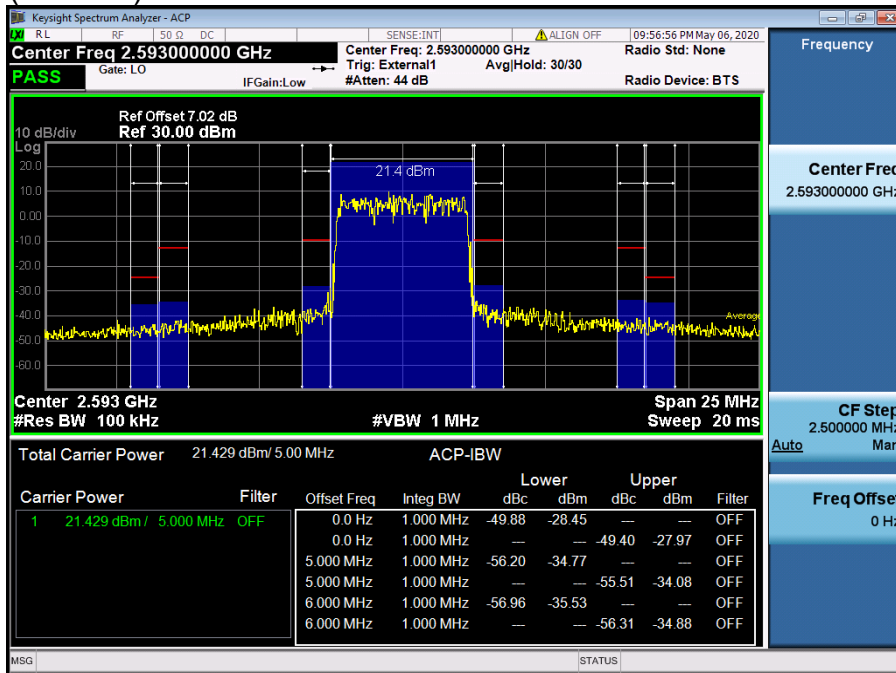 Keysight Spectrum Analyzer - ACP
LXI RL RF 50 Ω DC SENSE:INT ALIGN OFF 09:56:56 PM May 06, 2020
Center Freq 2.593000000 GHz Center Freq: 2.593000000 GHz Radio Std: None
Gate: LO Trig: External1 Avg|Hold: 30/30
PASS IFGain:Low #Atten: 44 dB Radio Device: BTS
Ref Offset 7.02 dB
10 dB/div Ref 30.00 dBm
Log
20.0
21.4 dBm
10.0
0.00
-10.0
-20.0
-30.0
-40.0
Average
-50.0
-60.0
Center 2.593 GHz Span 25 MHz
#Res BW 100 kHz #VBW 1 MHz Sweep 20 ms
Total Carrier Power 21.429 dBm/ 5.00 MHz ACP-IBW
Lower Upper
Carrier Power Filter Offset Freq Integ BW dBc dBm dBc dBm Filter
1 21.429 dBm / 5.000 MHz OFF 0.0 Hz 1.000 MHz -49.88 -28.45 --- --- OFF
0.0 Hz 1.000 MHz --- --- -49.40 -27.97 OFF
5.000 MHz 1.000 MHz -56.20 -34.77 --- --- OFF
5.000 MHz 1.000 MHz --- --- -55.51 -34.08 OFF
6.000 MHz 1.000 MHz -56.96 -35.53 --- --- OFF
6.000 MHz 1.000 MHz --- --- -56.31 -34.88 OFF
MSG STATUS
Frequency
Center Freq
2.593000000 GHz
CF Step
2.500000 MHz
Auto Man
Freq Offset
0 Hz